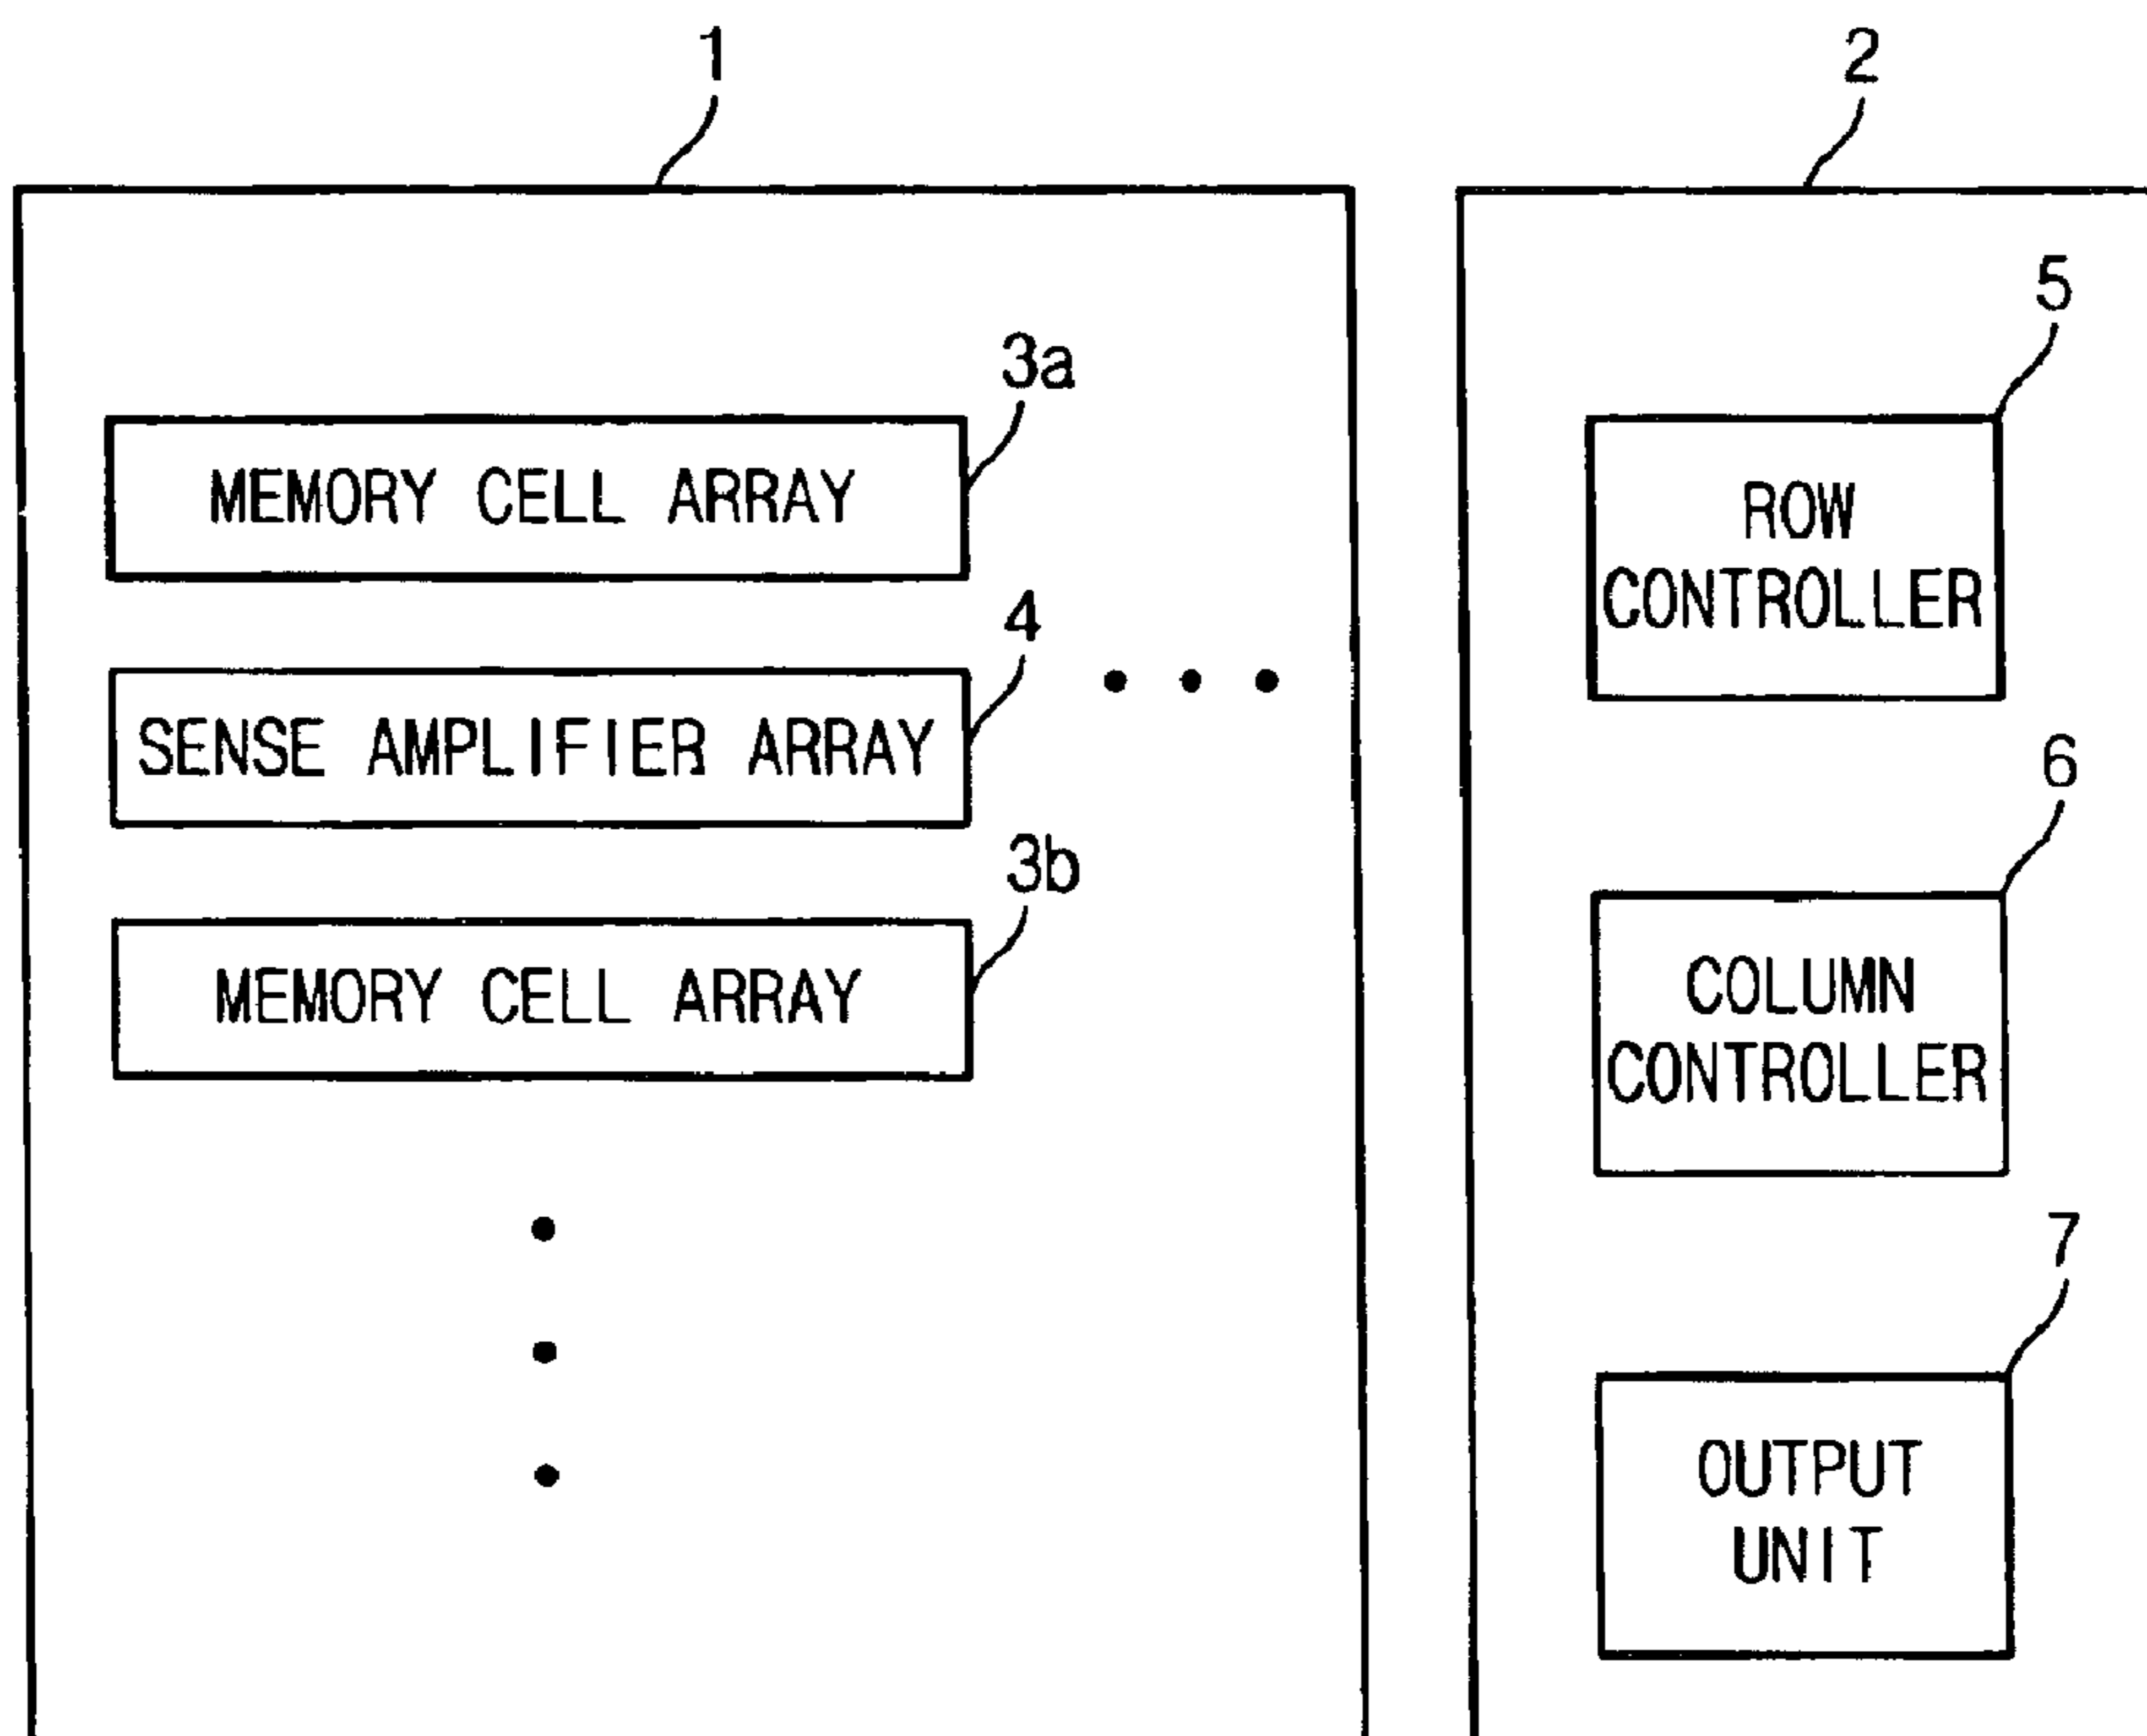 1
2
3a
MEMORY CELL ARRAY
4
SENSE AMPLIFIER ARRAY
3b
MEMORY CELL ARRAY
5
ROW
CONTROLLER
6
COLUMN
CONTROLLER
7
OUTPUT
UNIT